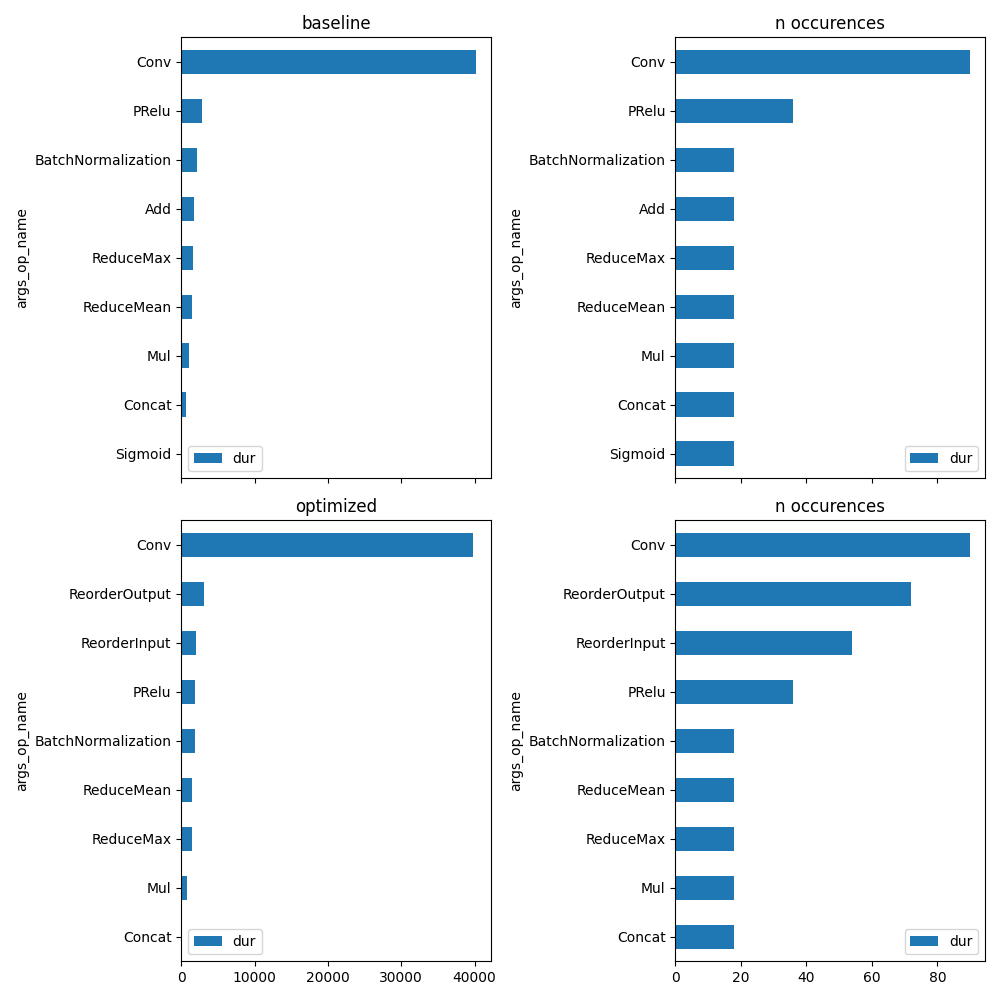 baseline
args_op_name
Conv
PRelu
BatchNormalization
Add
ReduceMax
ReduceMean
Mul
Concat
Sigmoid
dur
n occurences
args_op_name
Conv
PRelu
BatchNormalization
Add
ReduceMax
ReduceMean
Mul
Concat
Sigmoid
dur
optimized
args_op_name
Conv
ReorderOutput
ReorderInput
PRelu
BatchNormalization
ReduceMean
ReduceMax
Mul
Concat
dur
0 10000 20000 30000 40000
n occurences
args_op_name
Conv
ReorderOutput
ReorderInput
PRelu
BatchNormalization
ReduceMean
ReduceMax
Mul
Concat
dur
0 20 40 60 80